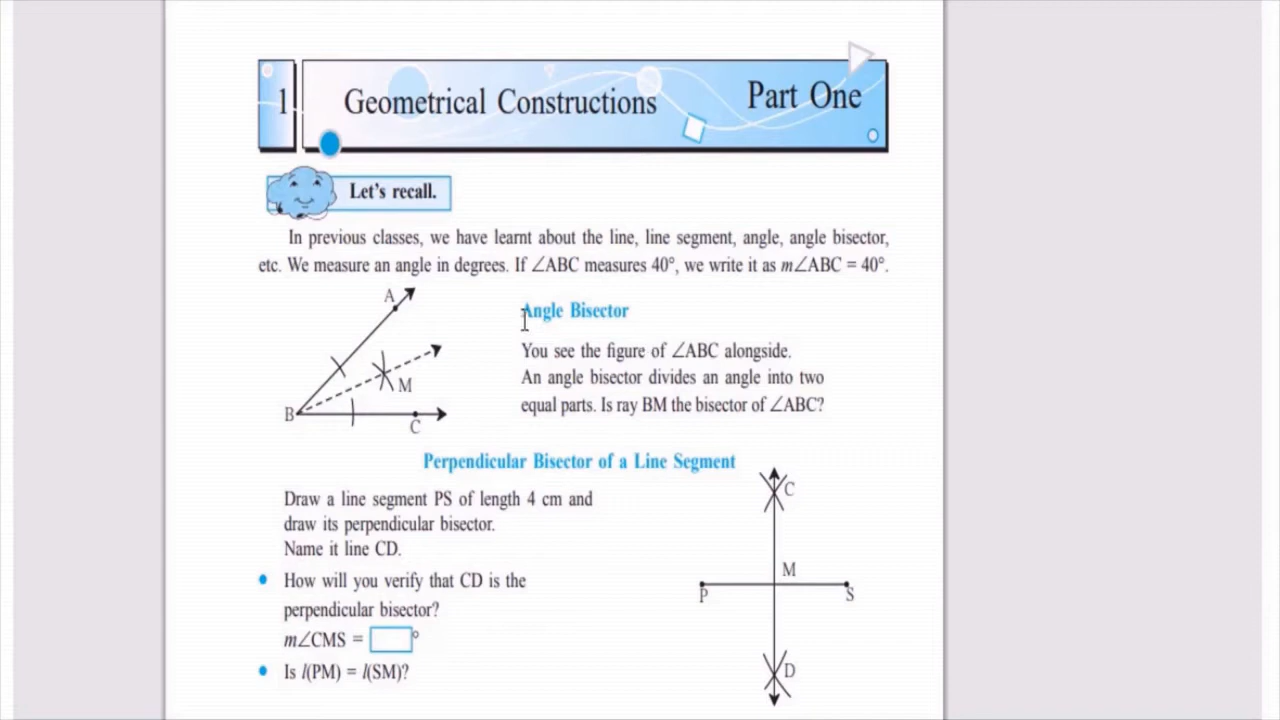 1 Geometrical Constructions Part One
Let's recall.
In previous classes, we have learnt about the line, line segment, angle, angle bisector,
etc. We measure an angle in degrees. If ∠ABC measures 40°, we write it as m∠ABC = 40°.
A
M
B
C
Angle Bisector
You see the figure of ∠ABC alongside.
An angle bisector divides an angle into two
equal parts. Is ray BM the bisector of ∠ABC?
Perpendicular Bisector of a Line Segment
Draw a line segment PS of length 4 cm and
draw its perpendicular bisector.
Name it line CD.
• How will you verify that CD is the
perpendicular bisector?
m∠CMS = °
• Is l(PM) = l(SM)?
C
M
P
S
D